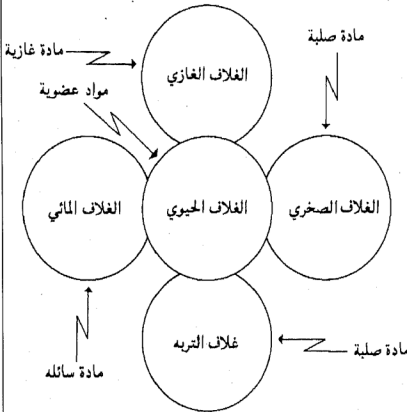 مادة صلبة
مادة غازية
الغلاف الغازي
مواد عضوية
الغلاف الصخري
الغلاف الحيوي
الغلاف المائي
غلاف التربه
مادة صلبة
مادة سائله